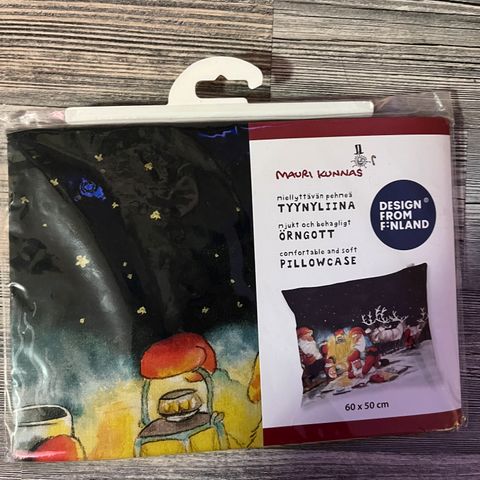 MAURI KUNNAS
miellyttävän pehmeä
TYYNYLIINA
mjukt och behagligt
ÖRNGOTT
comfortable and soft
PILLOWCASE
DESIGN
FROM
FINLAND
60 x 50 cm